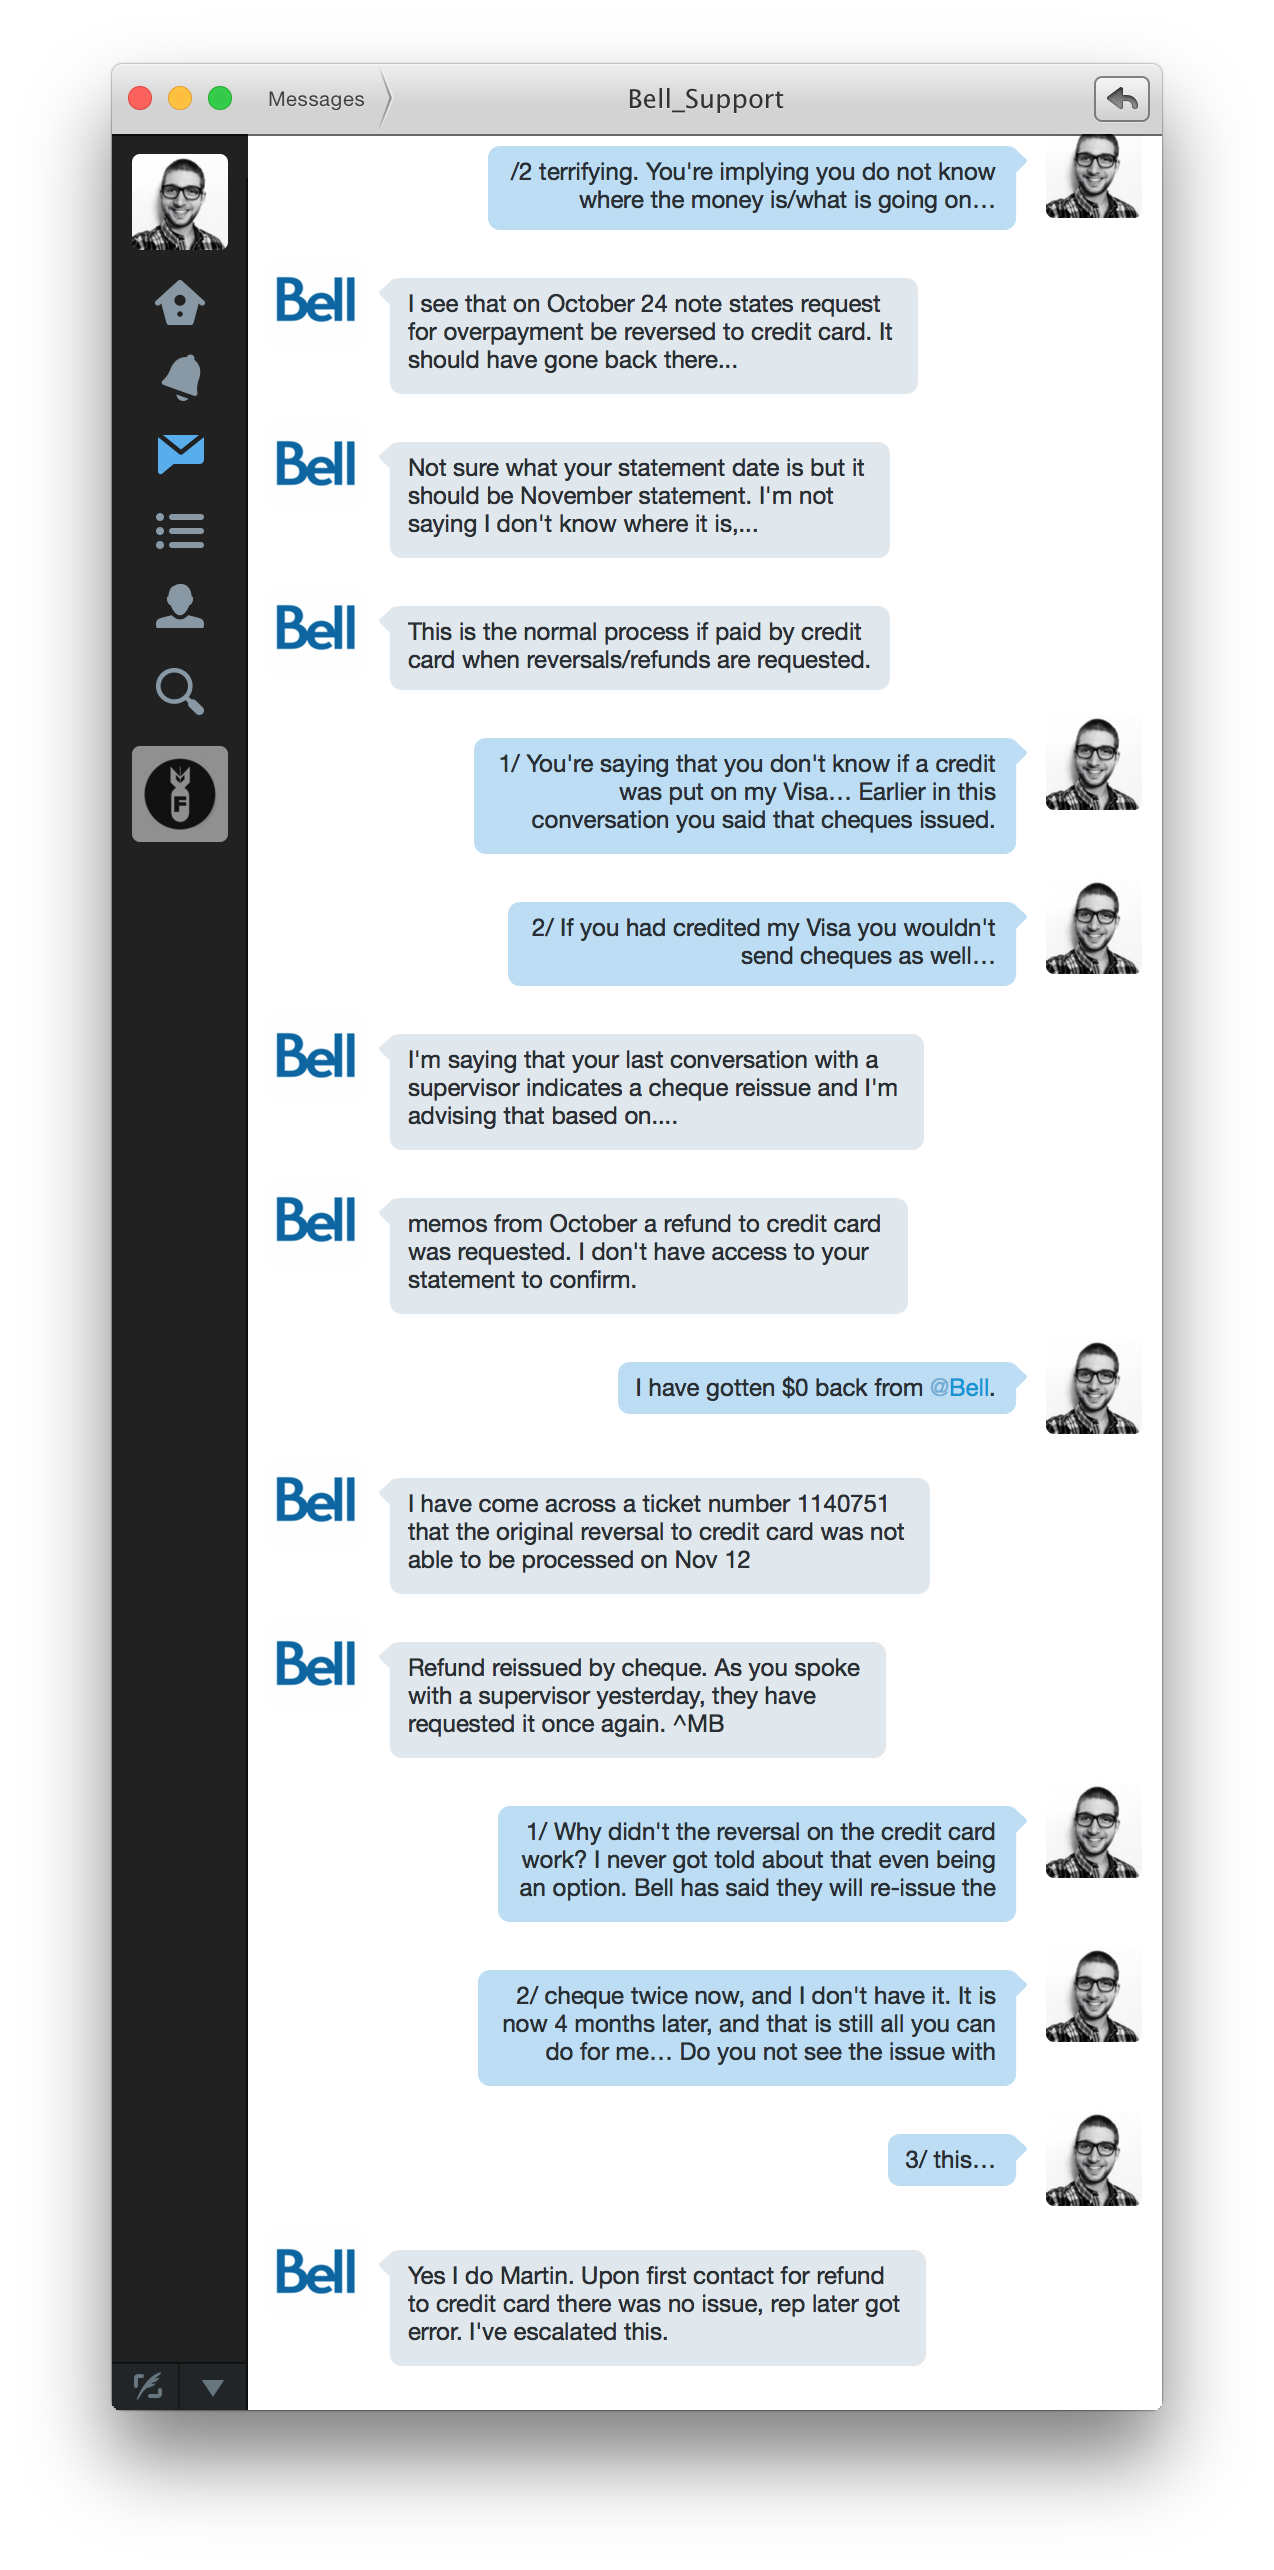 Messages
Bell_Support
/2 terrifying. You're implying you do not know
where the money is/what is going on…
Bell
I see that on October 24 note states request
for overpayment be reversed to credit card. It
should have gone back there...
Bell
Not sure what your statement date is but it
should be November statement. I'm not
saying I don't know where it is,...
Bell
This is the normal process if paid by credit
card when reversals/refunds are requested.
F
1/ You're saying that you don't know if a credit
was put on my Visa… Earlier in this
conversation you said that cheques issued.
2/ If you had credited my Visa you wouldn't
send cheques as well…
Bell
I'm saying that your last conversation with a
supervisor indicates a cheque reissue and I'm
advising that based on....
Bell
memos from October a refund to credit card
was requested. I don't have access to your
statement to confirm.
I have gotten $0 back from @Bell.
Bell
I have come across a ticket number 1140751
that the original reversal to credit card was not
able to be processed on Nov 12
Bell
Refund reissued by cheque. As you spoke
with a supervisor yesterday, they have
requested it once again. ^MB
1/ Why didn't the reversal on the credit card
work? I never got told about that even being
an option. Bell has said they will re-issue the
2/ cheque twice now, and I don't have it. It is
now 4 months later, and that is still all you can
do for me… Do you not see the issue with
3/ this…
Bell
Yes I do Martin. Upon first contact for refund
to credit card there was no issue, rep later got
error. I've escalated this.